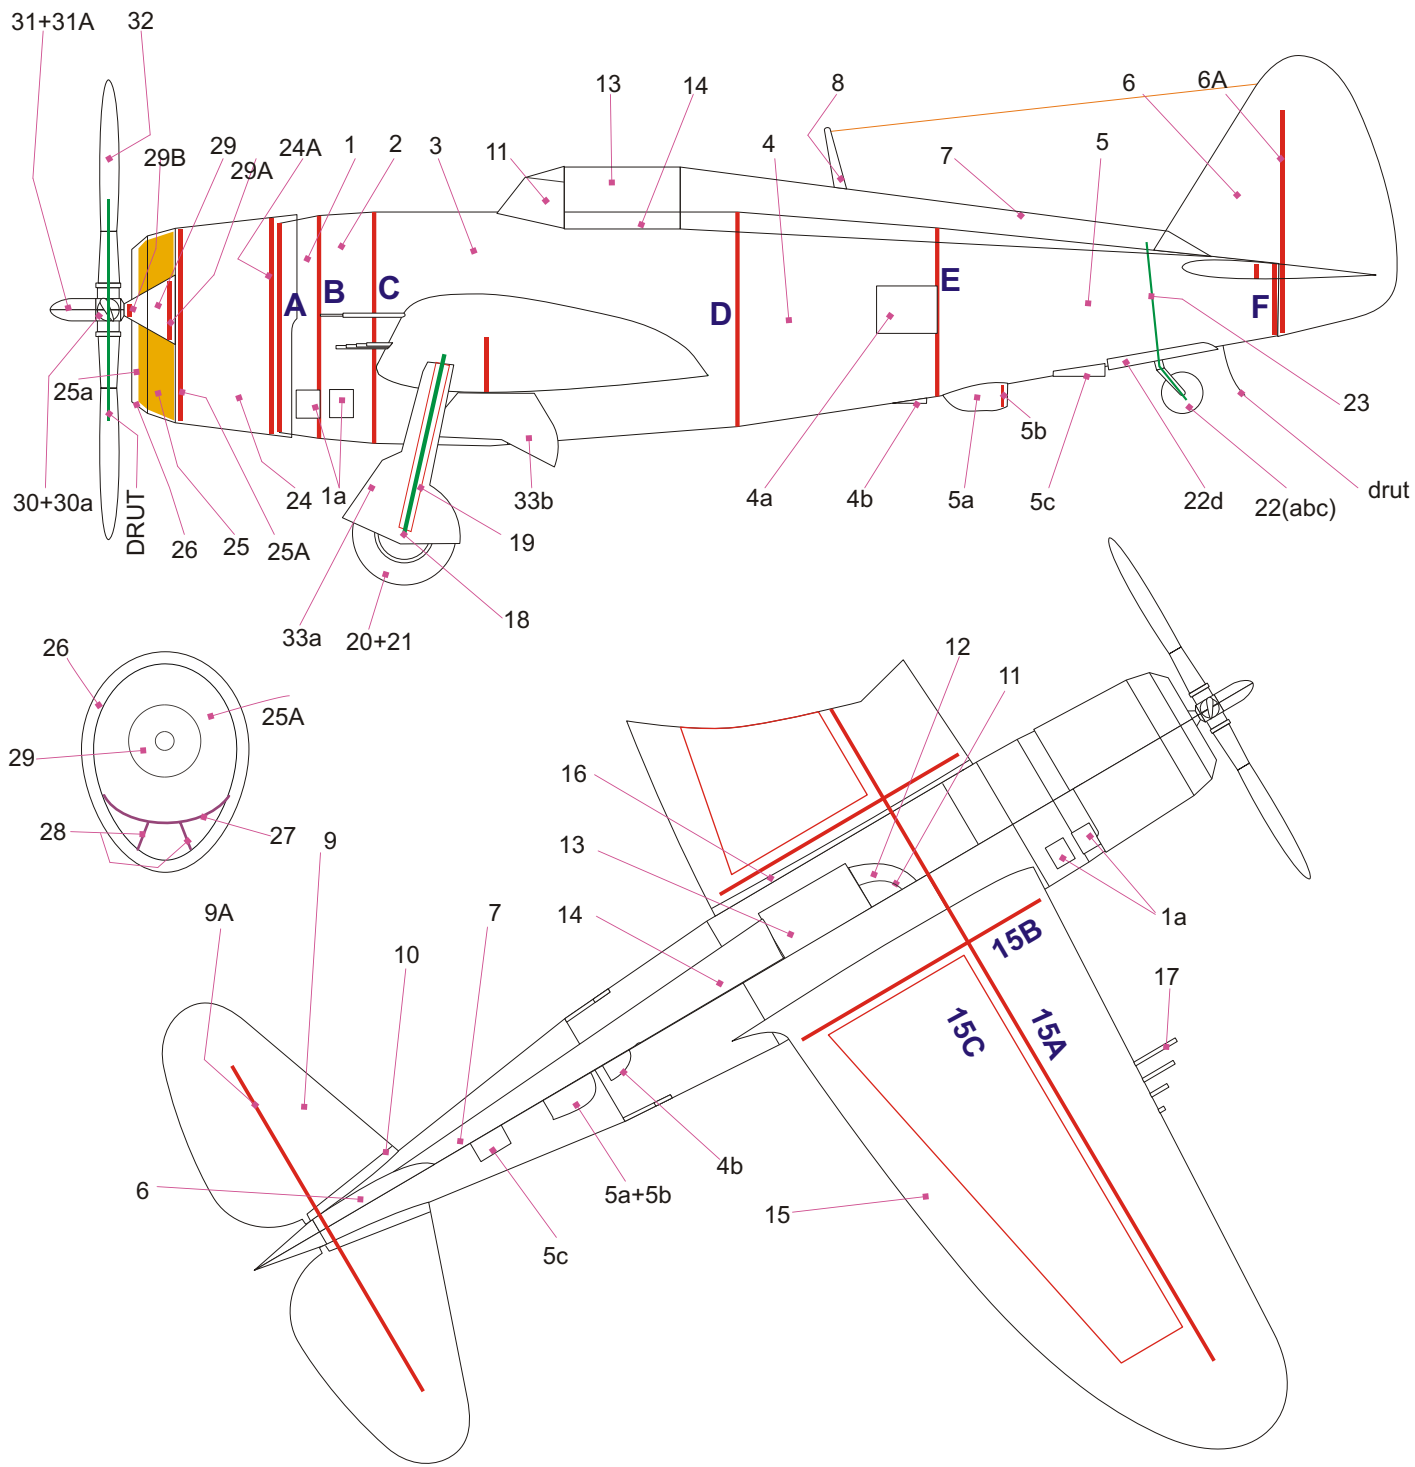 31+31A
32
13
14
8
6
6A
29B
29
29A
24A
1
2
3
11
4
7
5
A
B
C
D
E
F
25a
30+30a
DRUT
26
25
25A
24
1a
33a
20+21
19
18
33b
4a
4b
5a
5b
5c
22d
22(abc)
23
drut
26
25A
29
28
27
9
9A
10
7
14
13
16
12
11
1a
15B
15A
15C
17
6
5c
5a+5b
4b
15